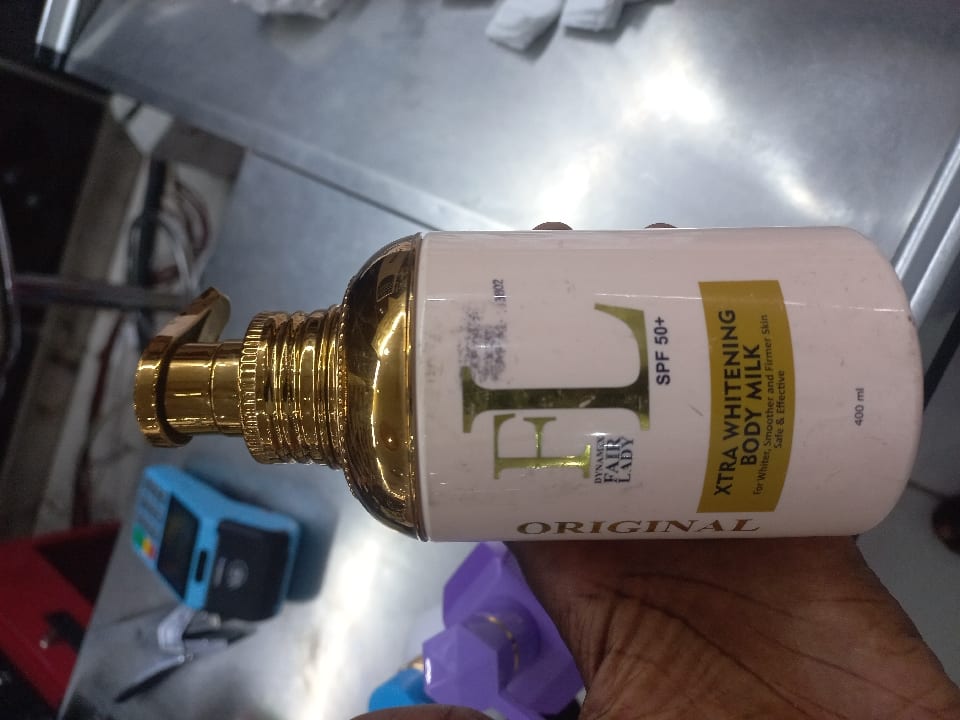 FL
DYNAMIX
FAIR
LADY
SPF 50+
XTRA WHITENING
BODY MILK
For Whiter, Smoother and Firmer Skin
Safe & Effective
400 ml
ORIGINAL